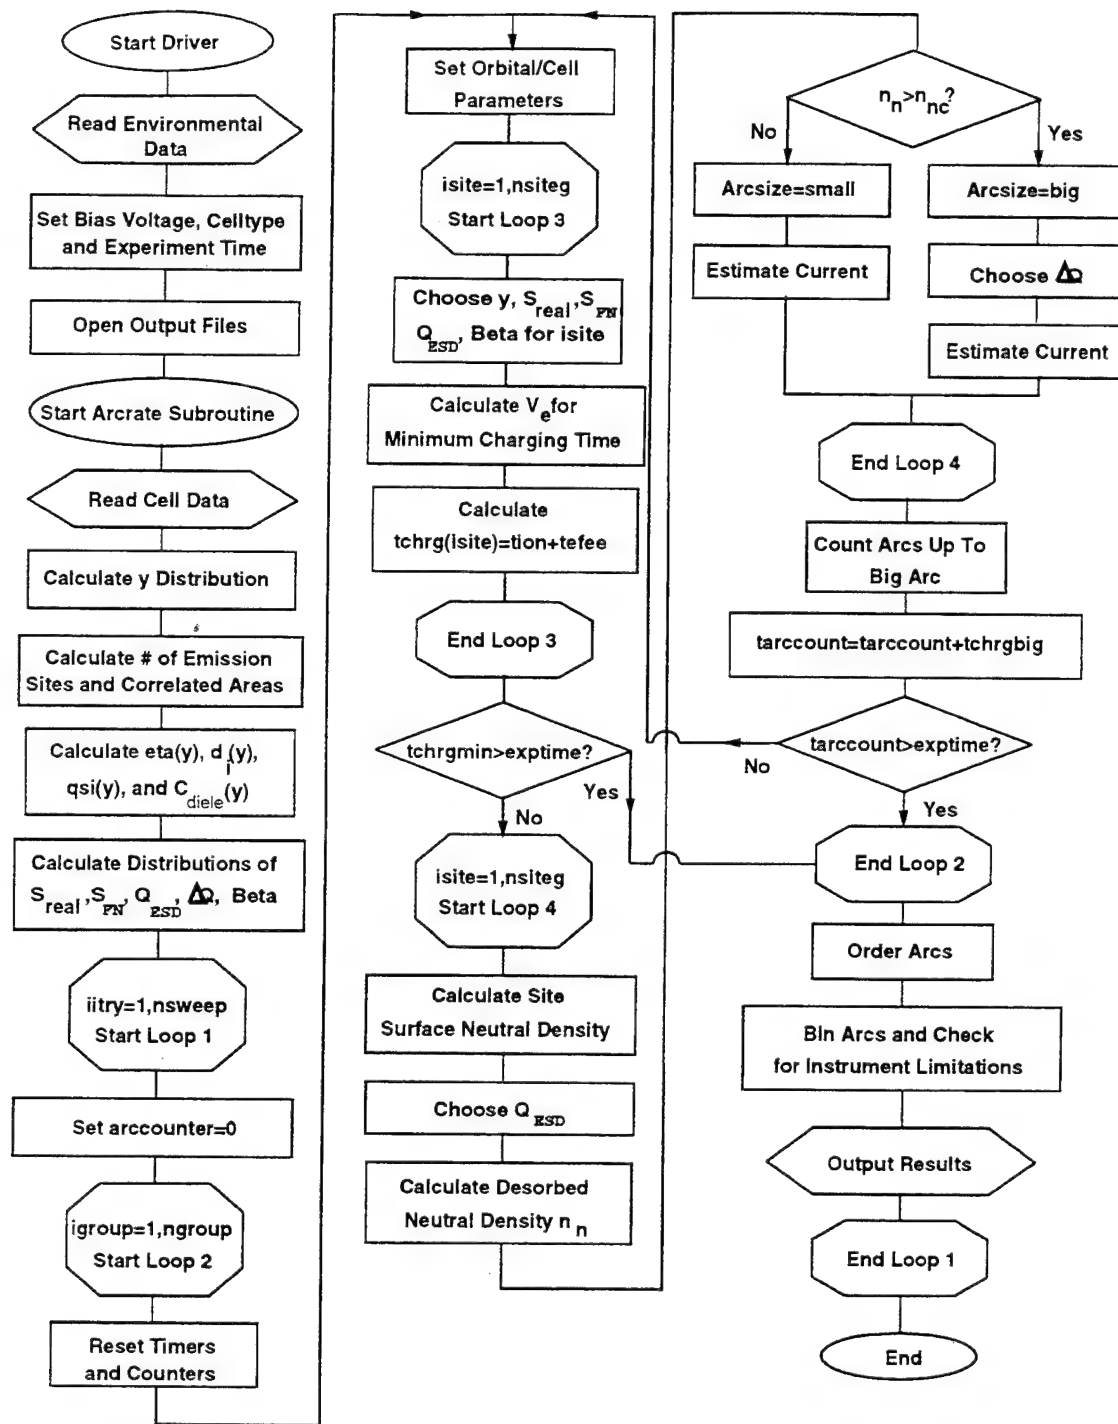 Start Driver
Read Environmental
Data
Set Bias Voltage, Celltype
and Experiment Time
Open Output Files
Start Arcrate Subroutine
Read Cell Data
Calculate y Distribution
Calculate # of Emission
Sites and Correlated Areas
Calculate eta(y), d_i(y),
qsi(y), and C_diele(y)
Calculate Distributions of
S_real, S_FN, Q_ESD, ΔQ, Beta
iitry=1,nsweep
Start Loop 1
Set arccounter=0
igroup=1,ngroup
Start Loop 2
Reset Timers
and Counters
Set Orbital/Cell
Parameters
isite=1,nsiteg
Start Loop 3
Choose y, S_real, S_FN
Q_ESD, Beta for isite
Calculate V_e for
Minimum Charging Time
Calculate
tchrg(isite)=tion+tefee
End Loop 3
tchrgmin>exptime?
Yes
No
isite=1,nsiteg
Start Loop 4
Calculate Site
Surface Neutral Density
Choose Q_ESD
Calculate Desorbed
Neutral Density n_n
n_n>n_nc?
No
Yes
Arcsize=small
Arcsize=big
Estimate Current
Choose ΔQ
Estimate Current
End Loop 4
Count Arcs Up To
Big Arc
tarccount=tarccount+tchrgbig
tarccount>exptime?
No
Yes
End Loop 2
Order Arcs
Bin Arcs and Check
for Instrument Limitations
Output Results
End Loop 1
End